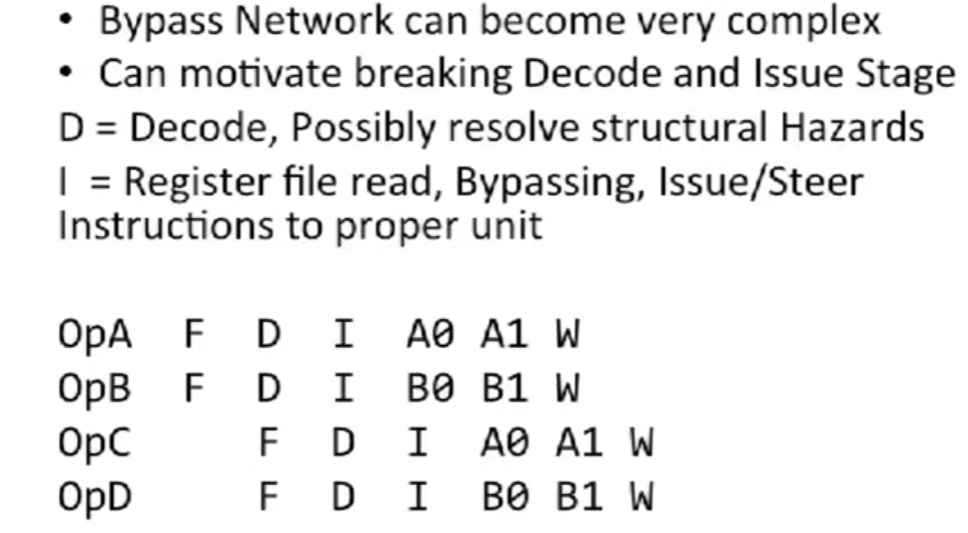 • Bypass Network can become very complex
• Can motivate breaking Decode and Issue Stage
D = Decode, Possibly resolve structural Hazards
I = Register file read, Bypassing, Issue/Steer
Instructions to proper unit
OpA F D I A0 A1 W
OpB F D I B0 B1 W
OpC F D I A0 A1 W
OpD F D I B0 B1 W